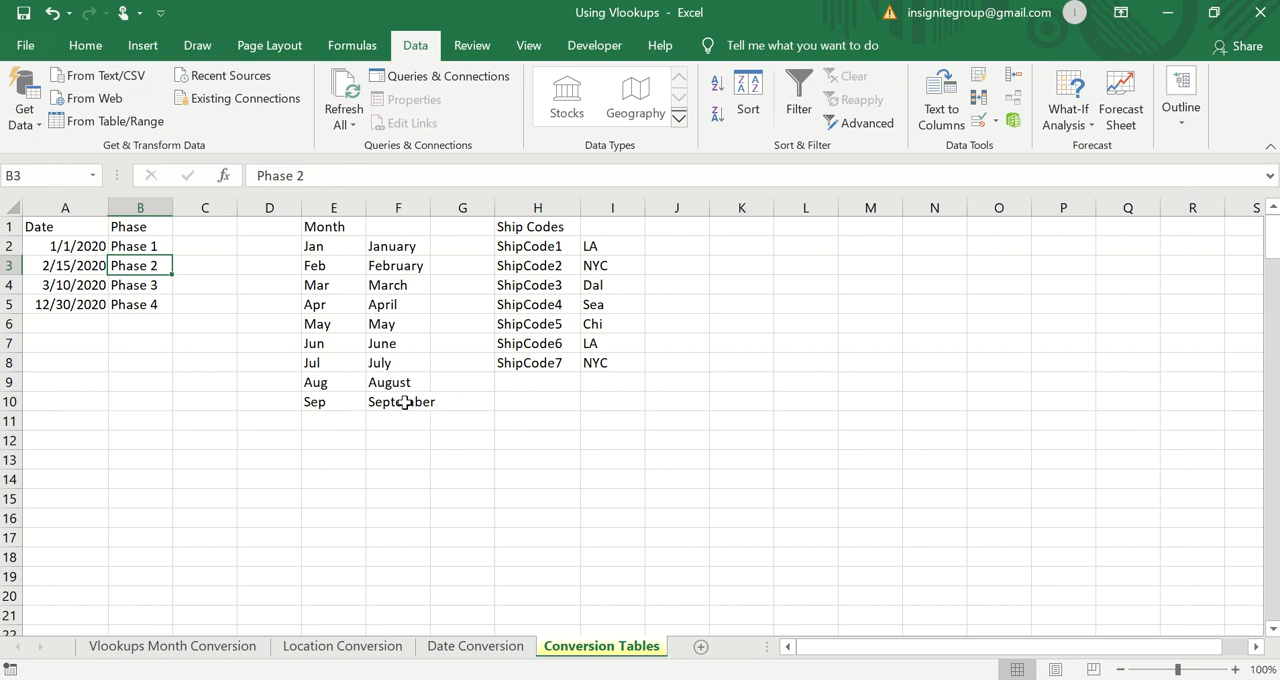 Using Vlookups - Excel
insignitegroup@gmail.com
I
File Home Insert Draw Page Layout Formulas Data Review View Developer Help Tell me what you want to do Share
Get Data
From Text/CSV
From Web
From Table/Range
Recent Sources
Existing Connections
Get & Transform Data
Refresh All
Queries & Connections
Properties
Edit Links
Queries & Connections
Stocks
Geography
Data Types
Sort
Filter
Clear
Reapply
Advanced
Sort & Filter
Text to Columns
Data Tools
What-If Analysis
Forecast Sheet
Forecast
Outline
B3 fx Phase 2
A B C D E F G H I J K L M N O P Q R S
1 Date Phase Month Ship Codes
2 1/1/2020 Phase 1 Jan January ShipCode1 LA
3 2/15/2020 Phase 2 Feb February ShipCode2 NYC
4 3/10/2020 Phase 3 Mar March ShipCode3 Dal
5 12/30/2020 Phase 4 Apr April ShipCode4 Sea
6 May May ShipCode5 Chi
7 Jun June ShipCode6 LA
8 Jul July ShipCode7 NYC
9 Aug August
10 Sep September
11
12
13
14
15
16
17
18
19
20
21
22
Vlookups Month Conversion Location Conversion Date Conversion Conversion Tables
100%